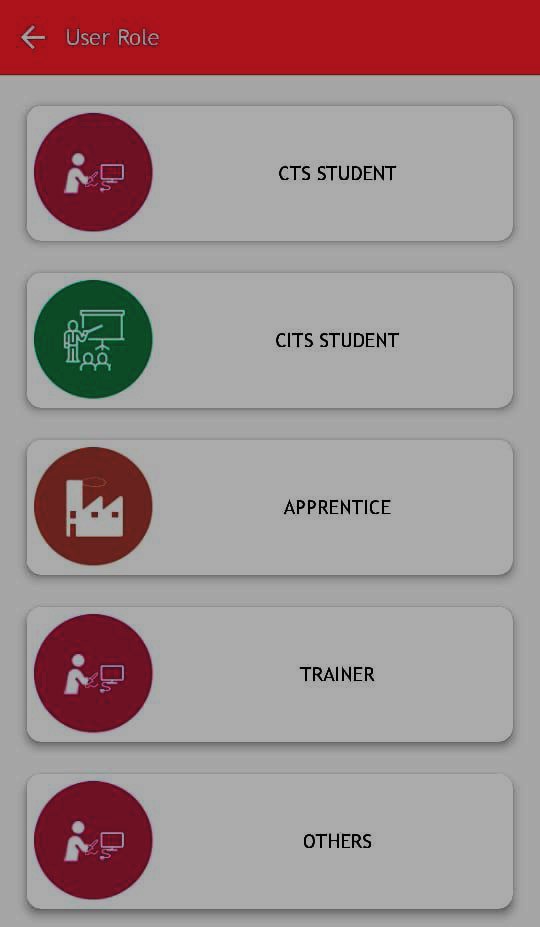 User Role
CTS STUDENT
CITS STUDENT
APPRENTICE
TRAINER
OTHERS